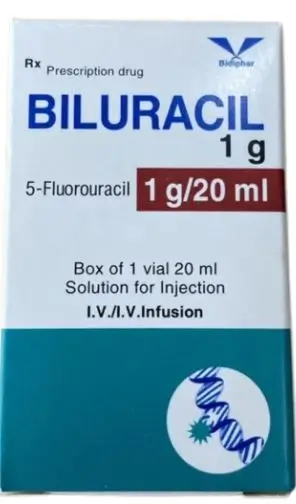 Bidiphar
Rx Prescription drug
BILURACIL
1 g
5-Fluorouracil 1 g/20 ml
Box of 1 vial 20 ml
Solution for Injection
I.V./I.V.Infusion